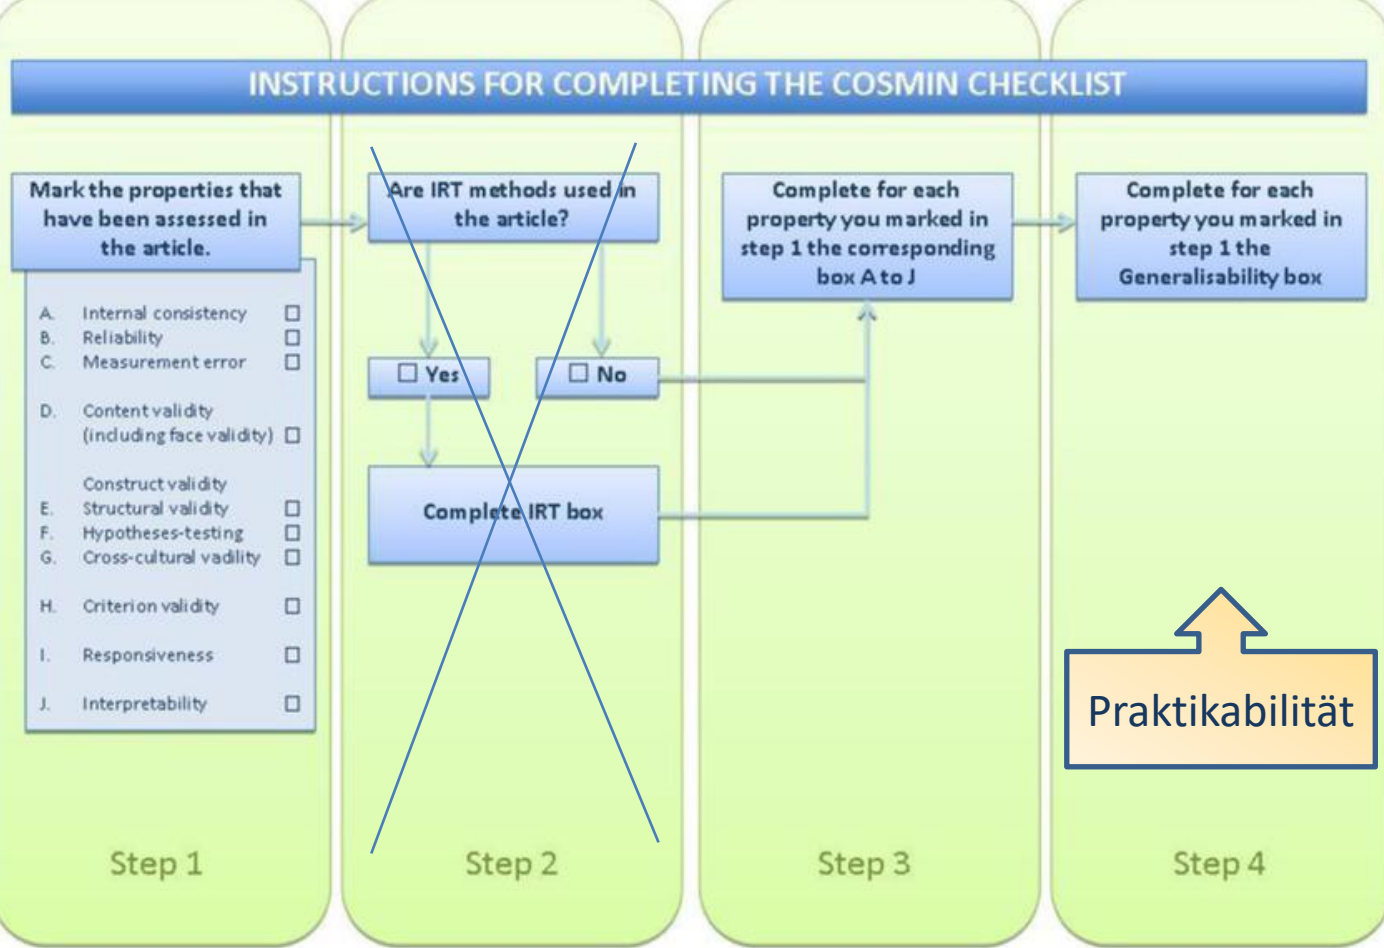 INSTRUCTIONS FOR COMPLETING THE COSMIN CHECKLIST
Mark the properties that
have been assessed in
the article.
A. Internal consistency ☐
B. Reliability ☐
C. Measurement error ☐
D. Content validity
(including face validity) ☐
Construct validity
E. Structural validity ☐
F. Hypotheses-testing ☐
G. Cross-cultural vadility ☐
H. Criterion validity ☐
I. Responsiveness ☐
J. Interpretability ☐
Step 1
Are IRT methods used in
the article?
☐ Yes
☐ No
Complete IRT box
Step 2
Complete for each
property you marked in
step 1 the corresponding
box A to J
Step 3
Complete for each
property you marked in
step 1 the
Generalisability box
Praktikabilität
Step 4